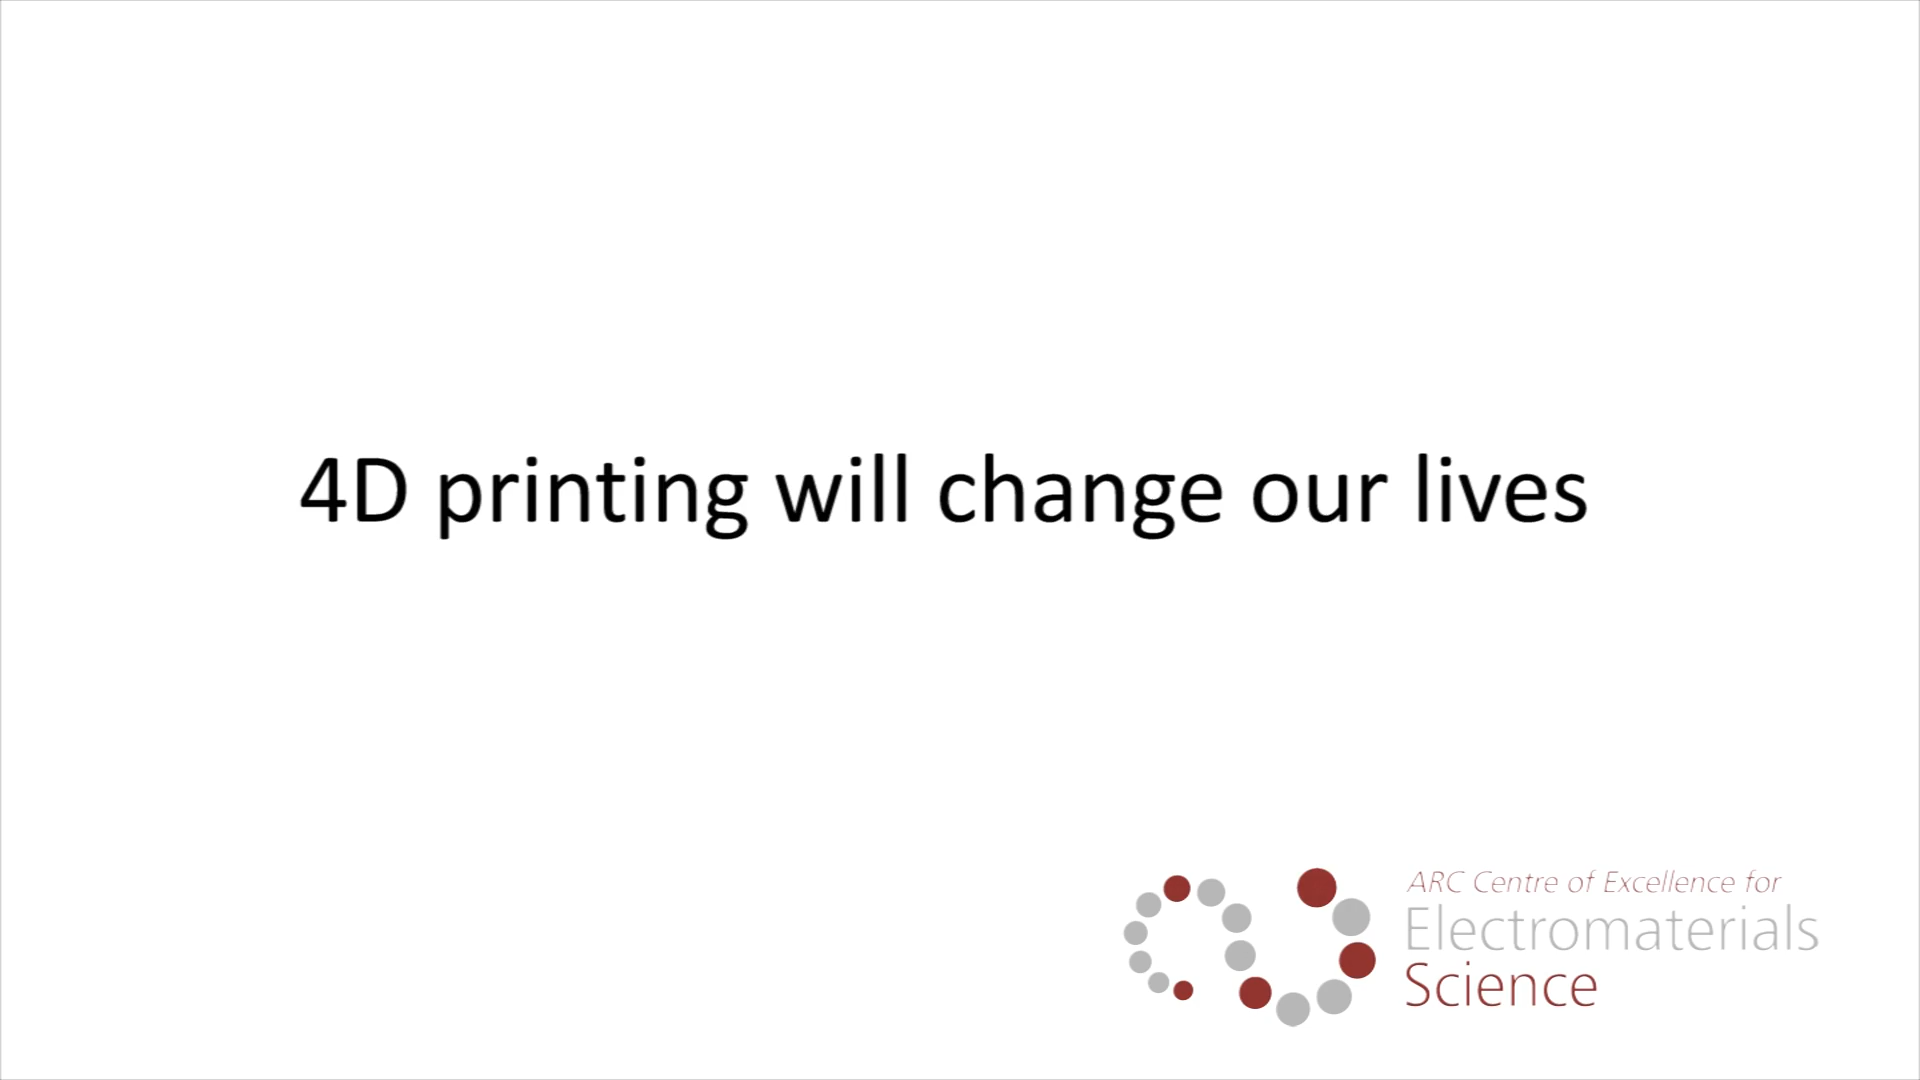 4D printing will change our lives
ARC Centre of Excellence for
Electromaterials
Science